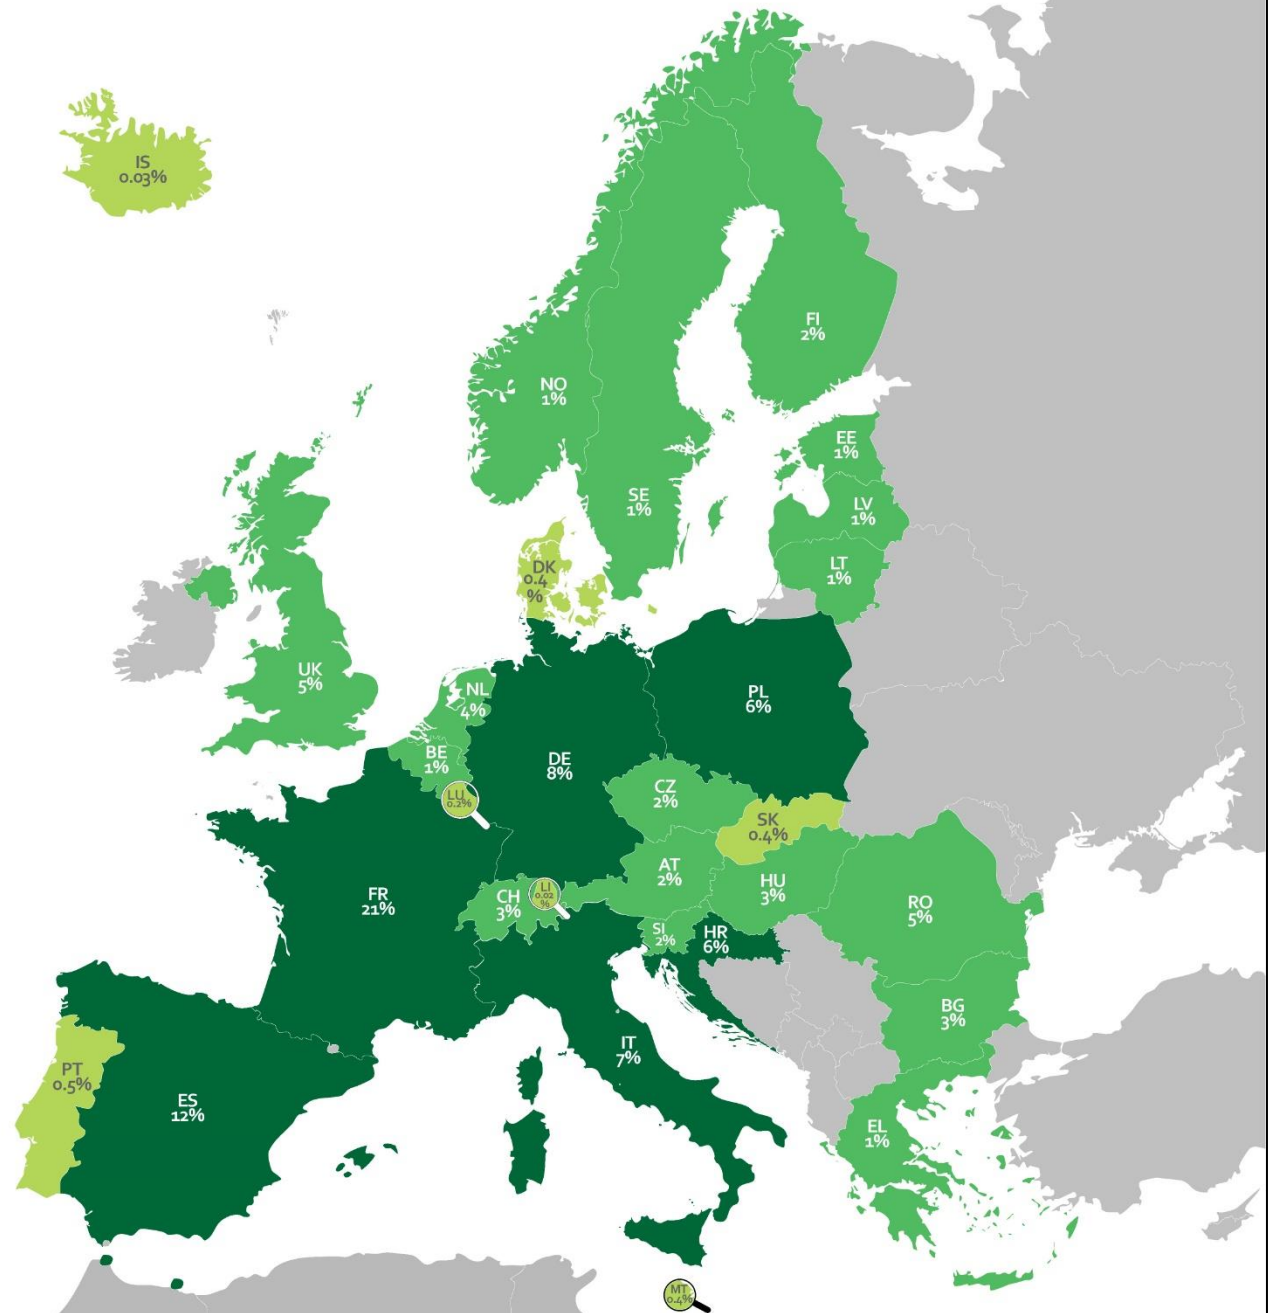 IS
0.03%
FI
2%
NO
1%
EE
1%
SE
1%
LV
1%
DK
0.4
%
LT
1%
UK
5%
NL
4%
PL
6%
BE
1%
DE
8%
LU
0.2%
CZ
2%
SK
0.4%
AT
2%
FR
21%
CH
3%
LI
0.02
%
HU
3%
RO
5%
SI
2%
HR
6%
BG
3%
IT
7%
PT
0.5%
ES
12%
EL
1%
MT
0.4%